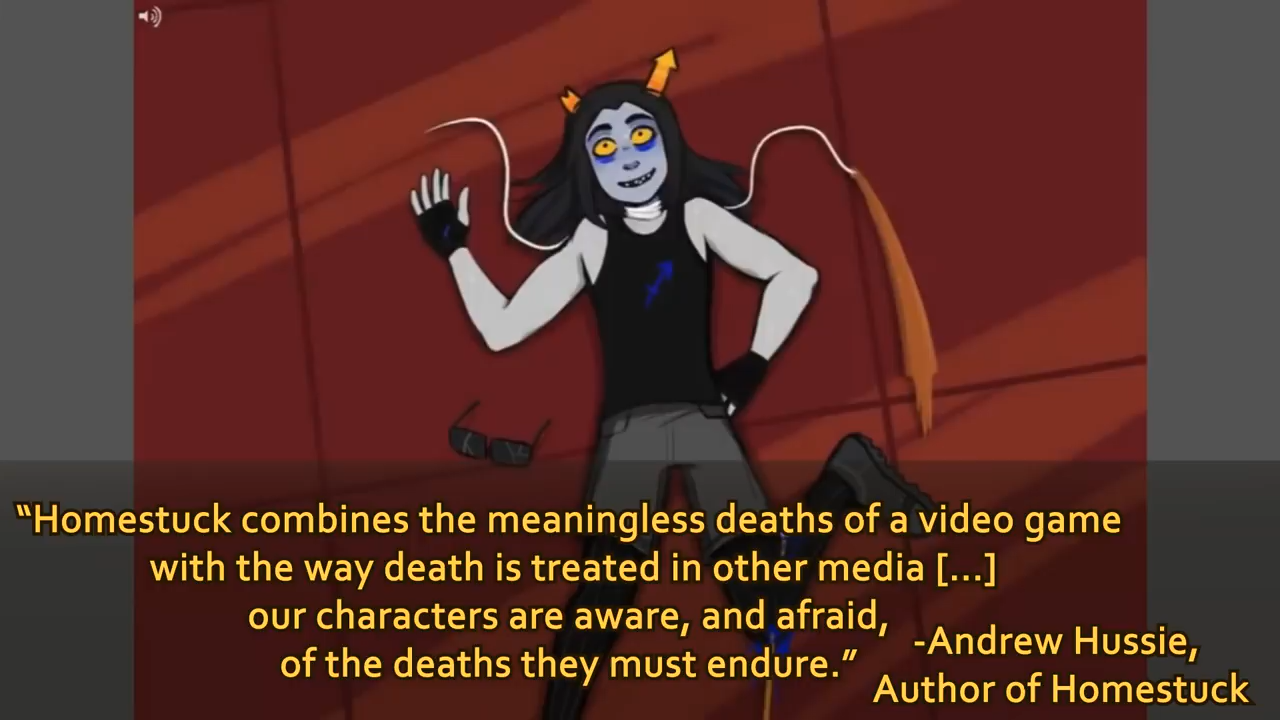 “Homestuck combines the meaningless deaths of a video game
with the way death is treated in other media [...]
our characters are aware, and afraid,
of the deaths they must endure.”
-Andrew Hussie,
Author of Homestuck